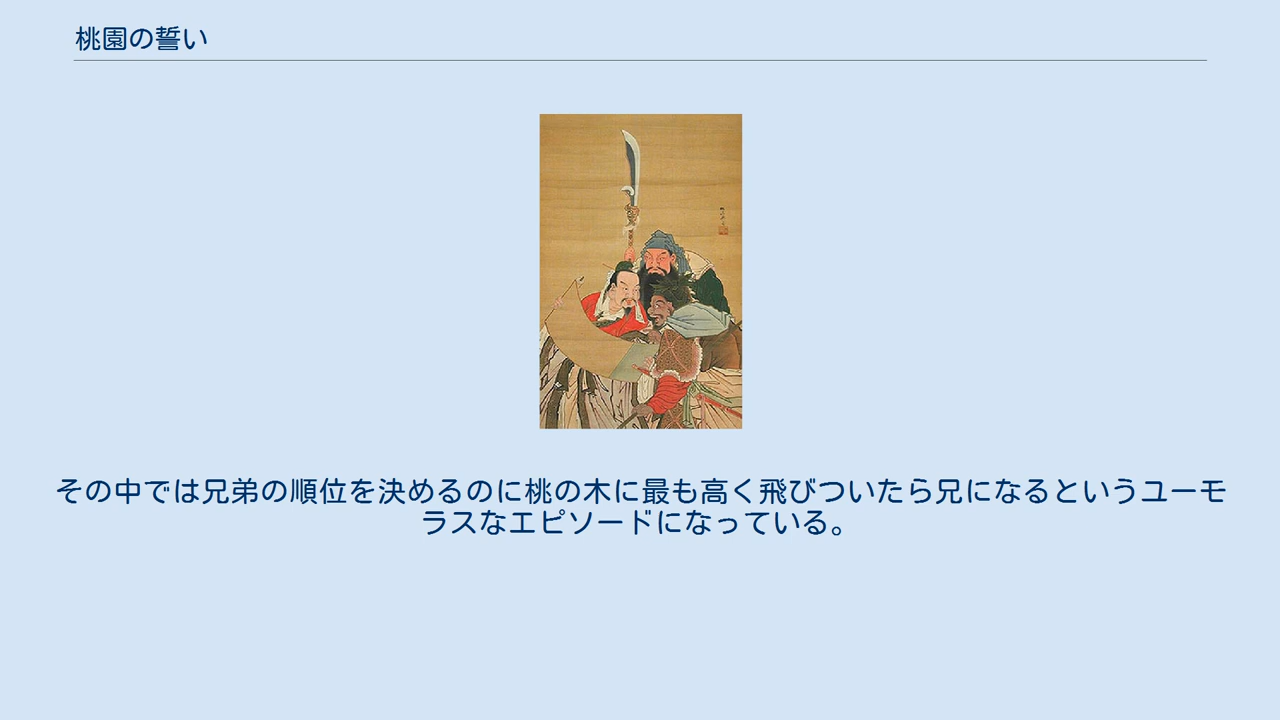 桃園の誓い
その中では兄弟の順位を決めるのに桃の木に最も高く飛びついたら兄になるというユーモ
ラスなエピソードになっている。